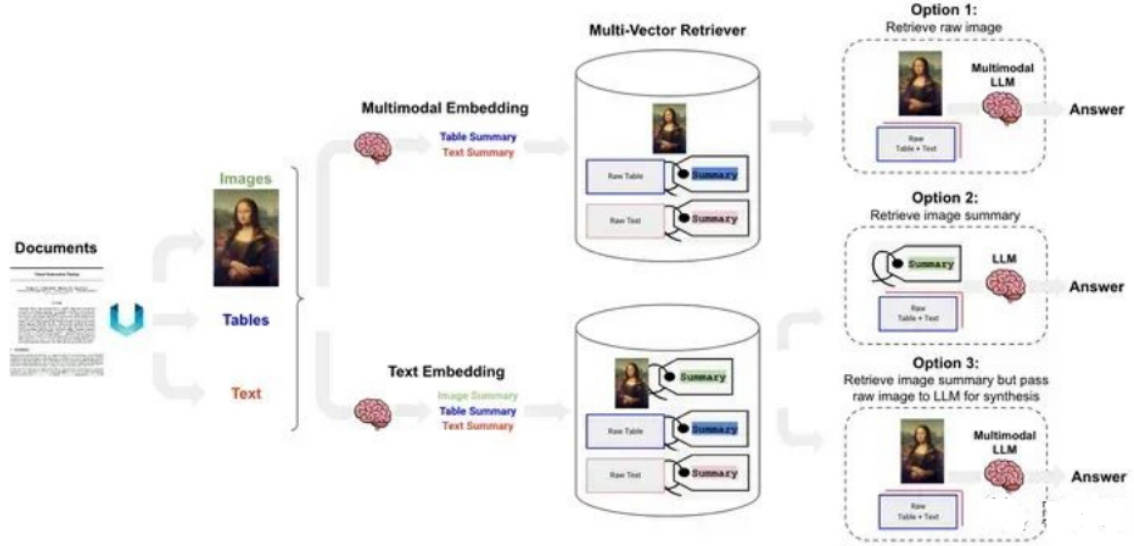 Documents
Images
Tables
Text
Multimodal Embedding
Table Summary
Text Summary
Text Embedding
Image Summary
Table Summary
Text Summary
Multi-Vector Retriever
Raw Table
Summary
Raw Text
Summary
Summary
Raw Table
Summary
Raw Text
Summary
Option 1:
Retrieve raw image
Multimodal
LLM
Raw
Table + Text
Answer
Option 2:
Retrieve image summary
Summary
LLM
Raw
Table + Text
Answer
Option 3:
Retrieve image summary but pass
raw image to LLM for synthesis
Multimodal
LLM
Raw
Table + Text
Answer